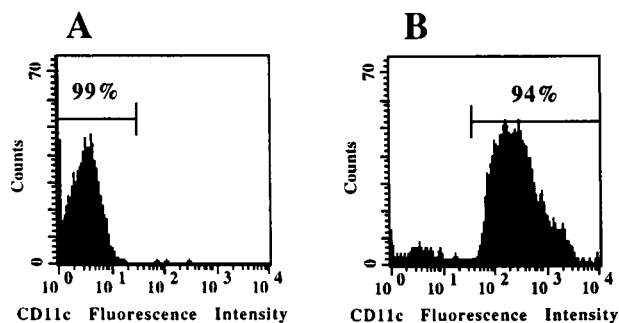 A
B
70
99%
Counts
0
10^0 10^1 10^2 10^3 10^4
CD11c Fluorescence Intensity
70
94%
Counts
0
10^0 10^1 10^2 10^3 10^4
CD11c Fluorescence Intensity